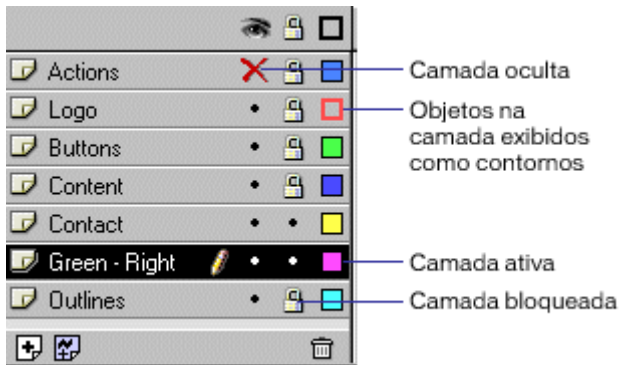 Actions
Camada oculta
Logo
Objetos na
camada exibidos
como contornos
Buttons
Content
Contact
Green - Right
Camada ativa
Outlines
Camada bloqueada